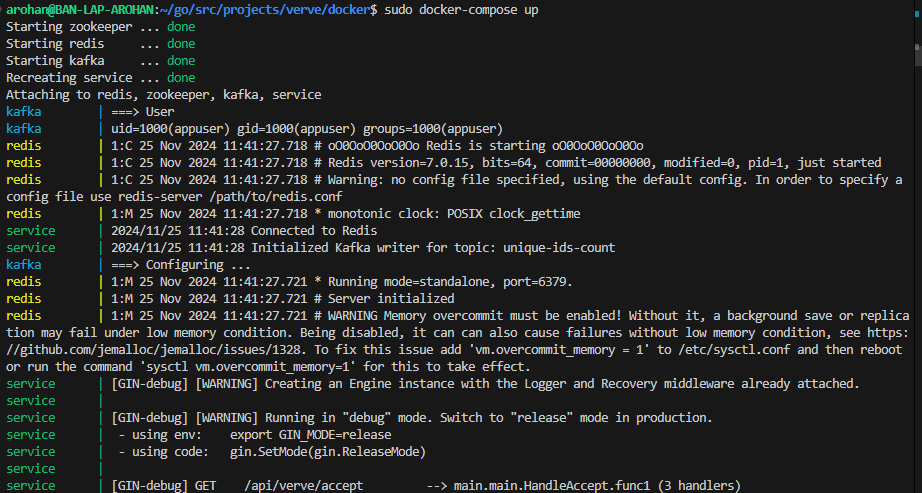 arohan@BAN-LAP-AROHAN:~/go/src/projects/verve/docker$ sudo docker-compose up
Starting zookeeper ... done
Starting redis     ... done
Starting kafka     ... done
Recreating service ... done
Attaching to redis, zookeeper, kafka, service
kafka        | ===> User
kafka        | uid=1000(appuser) gid=1000(appuser) groups=1000(appuser)
redis        | 1:C 25 Nov 2024 11:41:27.718 # oO0OoO0OoO0Oo Redis is starting oO0OoO0OoO0Oo
redis        | 1:C 25 Nov 2024 11:41:27.718 # Redis version=7.0.15, bits=64, commit=00000000, modified=0, pid=1, just started
redis        | 1:C 25 Nov 2024 11:41:27.718 # Warning: no config file specified, using the default config. In order to specify a
config file use redis-server /path/to/redis.conf
redis        | 1:M 25 Nov 2024 11:41:27.718 * monotonic clock: POSIX clock_gettime
service      | 2024/11/25 11:41:28 Connected to Redis
service      | 2024/11/25 11:41:28 Initialized Kafka writer for topic: unique-ids-count
kafka        | ===> Configuring ...
redis        | 1:M 25 Nov 2024 11:41:27.721 * Running mode=standalone, port=6379.
redis        | 1:M 25 Nov 2024 11:41:27.721 # Server initialized
redis        | 1:M 25 Nov 2024 11:41:27.721 # WARNING Memory overcommit must be enabled! Without it, a background save or replica
tion may fail under low memory condition. Being disabled, it can can also cause failures without low memory condition, see https:
//github.com/jemalloc/jemalloc/issues/1328. To fix this issue add 'vm.overcommit_memory = 1' to /etc/sysctl.conf and then reboot
or run the command 'sysctl vm.overcommit_memory=1' for this to take effect.
service      | [GIN-debug] [WARNING] Creating an Engine instance with the Logger and Recovery middleware already attached.
service      |
service      | [GIN-debug] [WARNING] Running in "debug" mode. Switch to "release" mode in production.
service      |  - using env:    export GIN_MODE=release
service      |  - using code:   gin.SetMode(gin.ReleaseMode)
service      |
service      | [GIN-debug] GET    /api/verve/accept         --> main.main.HandleAccept.func1 (3 handlers)